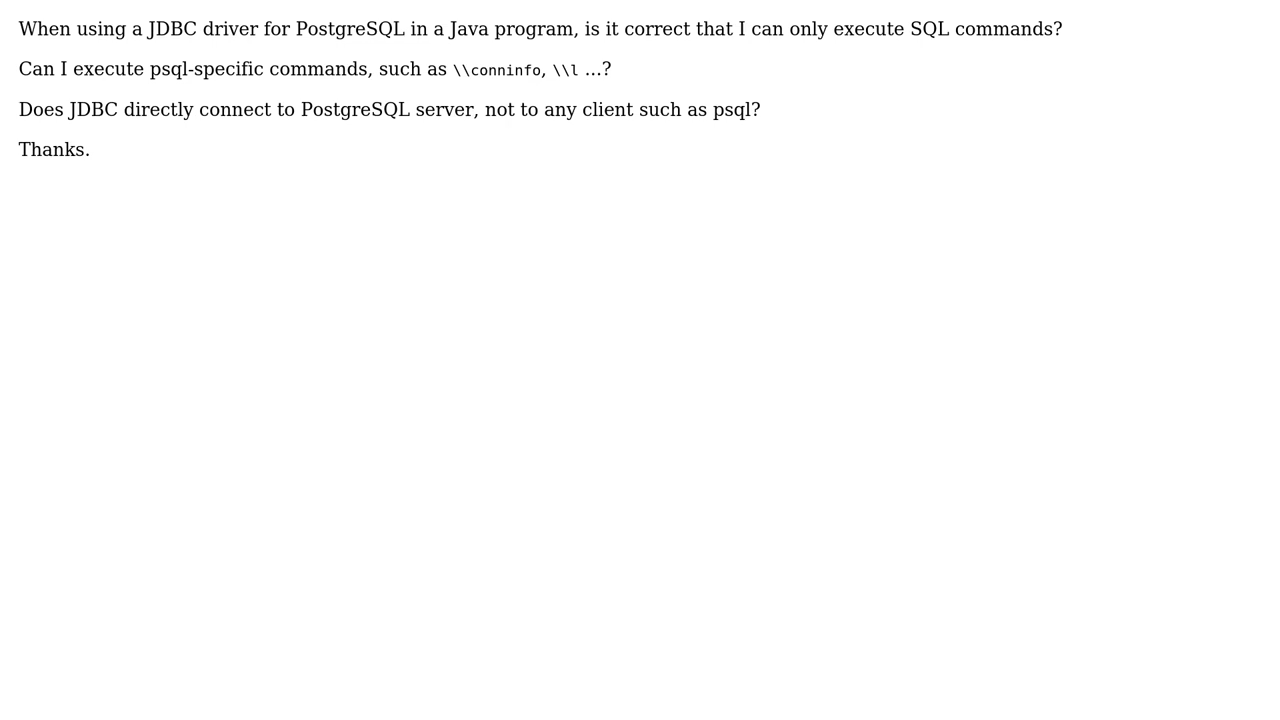 When using a JDBC driver for PostgreSQL in a Java program, is it correct that I can only execute SQL commands?
Can I execute psql-specific commands, such as \\conninfo, \\l ...?
Does JDBC directly connect to PostgreSQL server, not to any client such as psql?
Thanks.